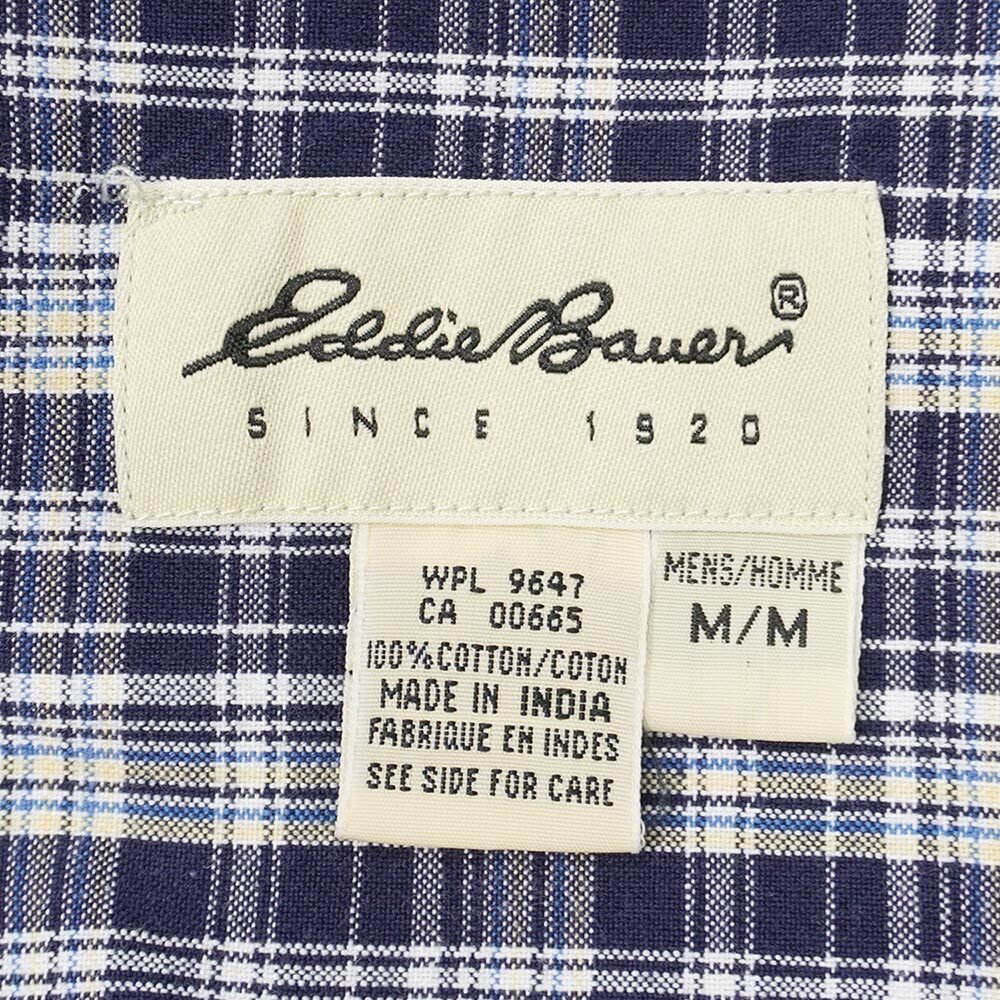 Eddie Bauer®
SINCE 1920
WPL 9647
CA 00665
100% COTTON/COTON
MADE IN INDIA
FABRIQUE EN INDES
SEE SIDE FOR CARE
MENS/HOMME
M/M